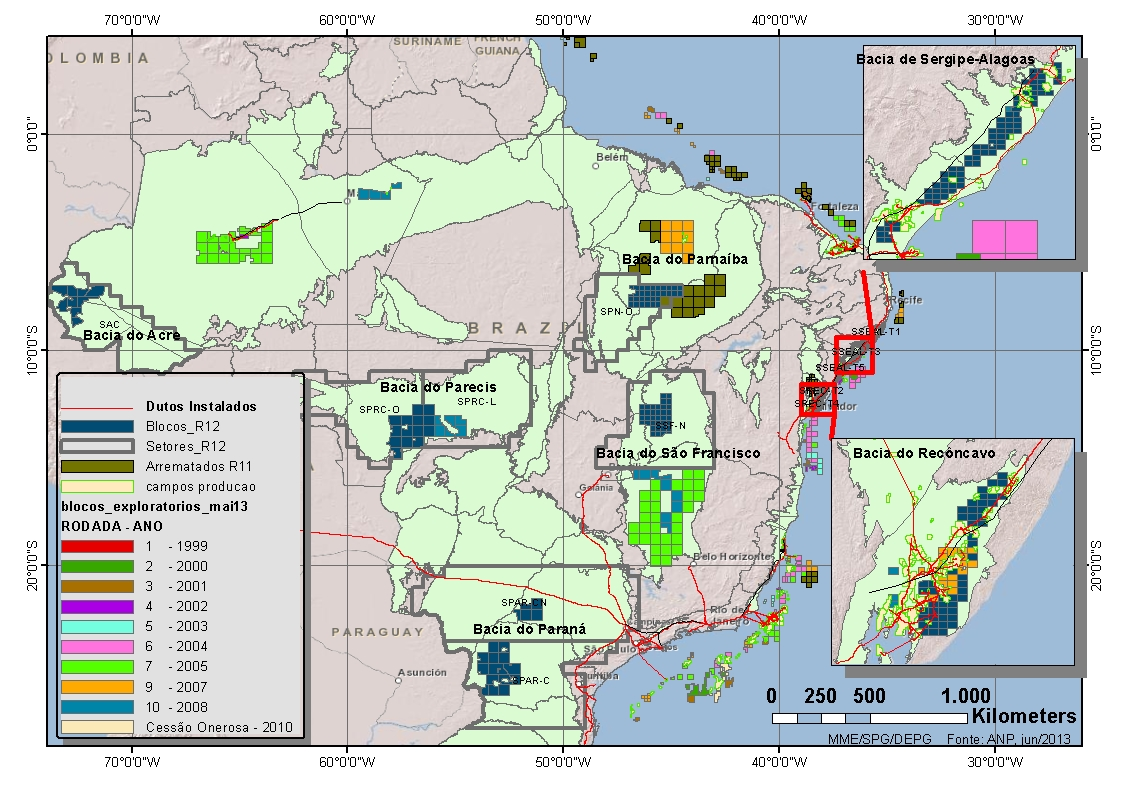 70°0'0"W 60°0'0"W 50°0'0"W 40°0'0"W 30°0'0"W
SURINAME
FRENCH
GUIANA
OLOMBIA
Bacia de Sergipe-Alagoas
0°0'0"
0°0'0"
Belém
Fortaleza
Bacia do Parnaíba
SPN-O
Recife
BRAZIL
SAC
Bacia do Acre
SSEAL-T1
SSEAL-T3
SSEAL-T5
10°0'0"S
10°0'0"S
Bacia do Parecis
SPRC-O
SPRC-L
SSF-N
Bacia do São Francisco
Bacia do Recôncavo
Goiânia
Belo Horizonte
20°0'0"S
20°0'0"S
SPAR-CN
Bacia do Paraná
Rio de
Janeiro
PARAGUAY
Asunción
SPAR-C
Dutos Instalados
Blocos_R12
Setores_R12
Arrematados R11
campos producao
blocos_exploratorios_mai13
RODADA - ANO
1 - 1999
2 - 2000
3 - 2001
4 - 2002
5 - 2003
6 - 2004
7 - 2005
9 - 2007
10 - 2008
Cessão Onerosa - 2010
0 250 500 1.000
Kilometers
MME/SPG/DEPG Fonte: ANP, jun/2013
70°0'0"W 60°0'0"W 50°0'0"W 40°0'0"W 30°0'0"W